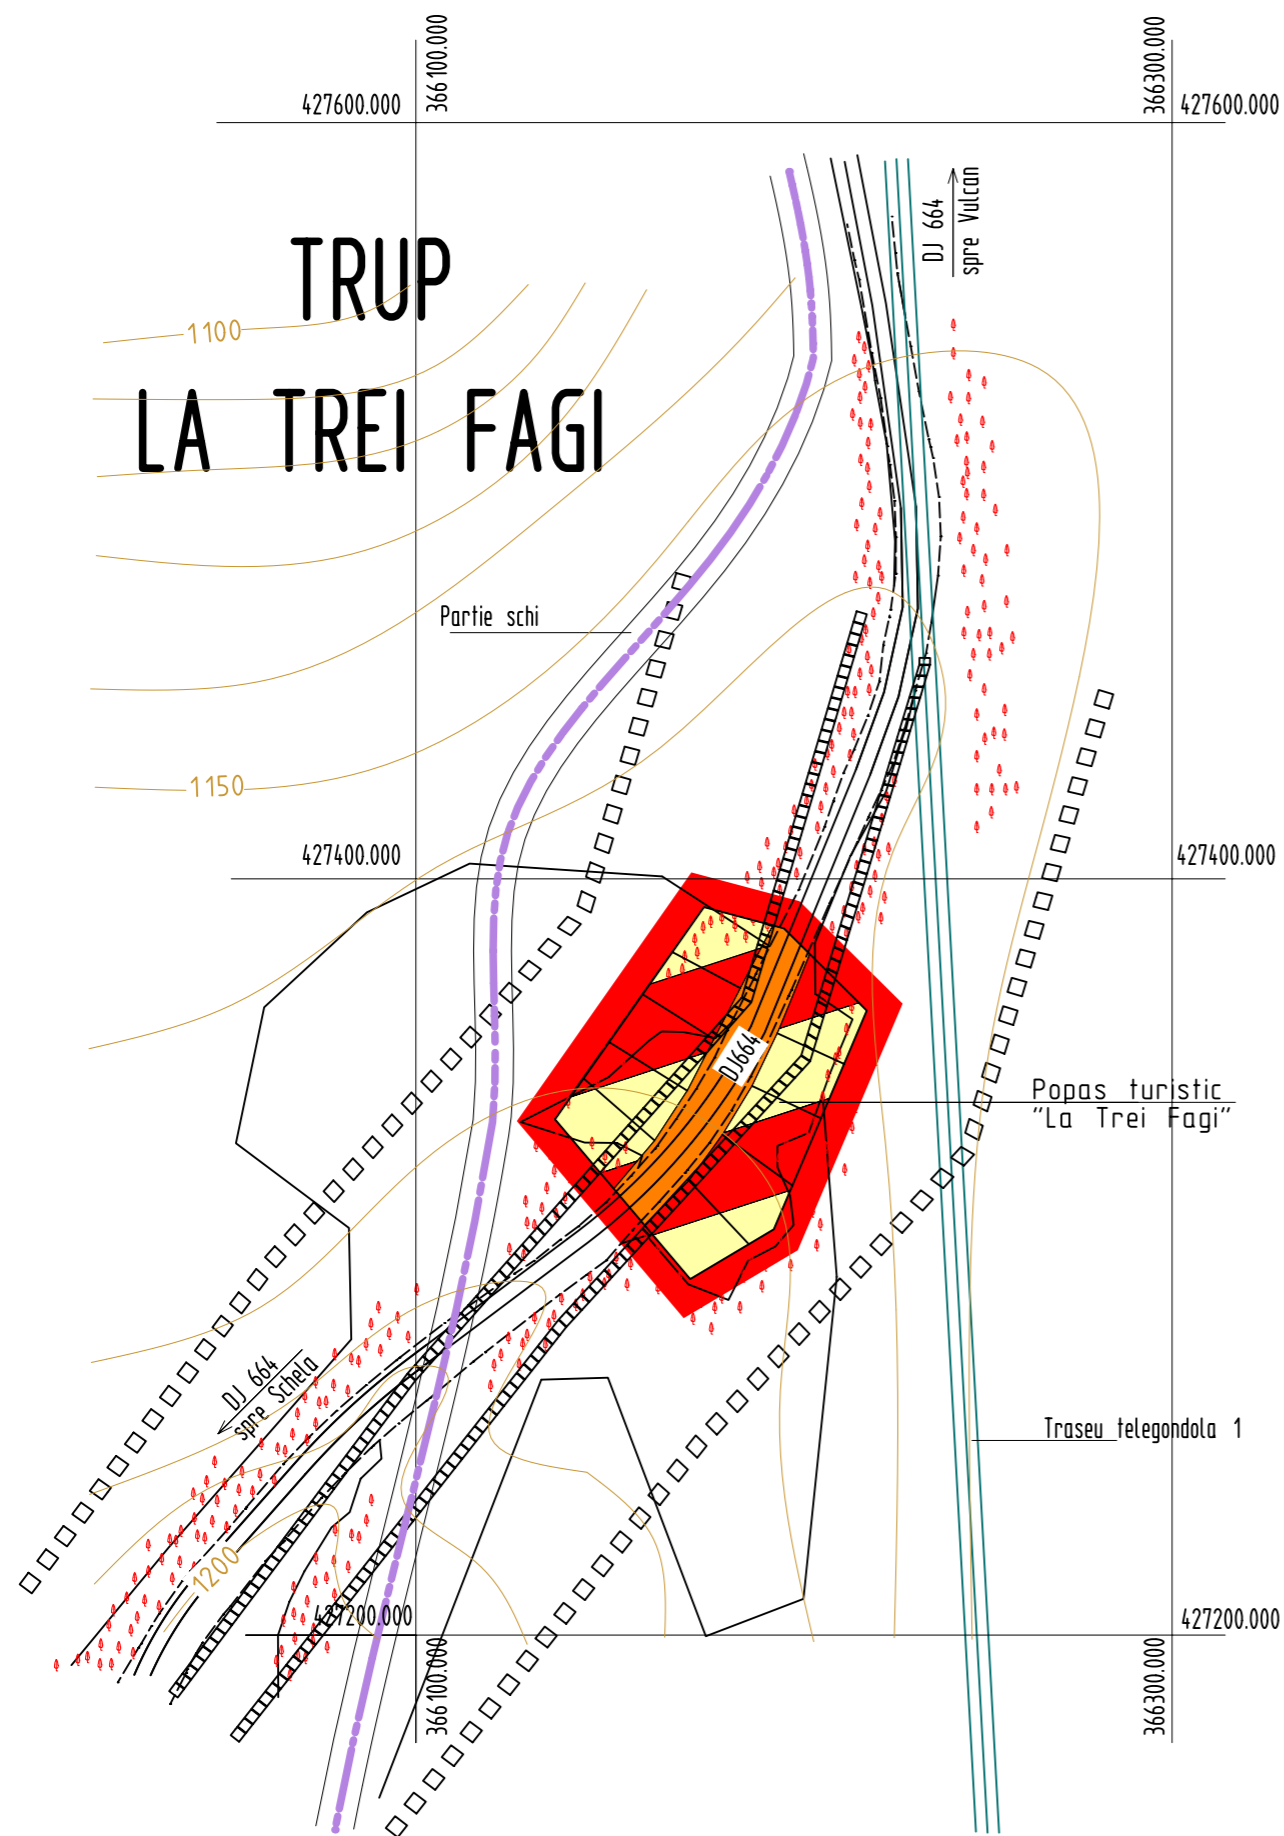 366100.000
366300.000
427600.000
427600.000
DJ 664
spre Vulcan
TRUP
1100
LA TREI FAGI
Partie schi
1150
427400.000
427400.000
DJ664
Popas turistic
"La Trei Fagi"
DJ 664
spre Schela
Traseu telegondola 1
1200
427200.000
427200.000
366100.000
366300.000